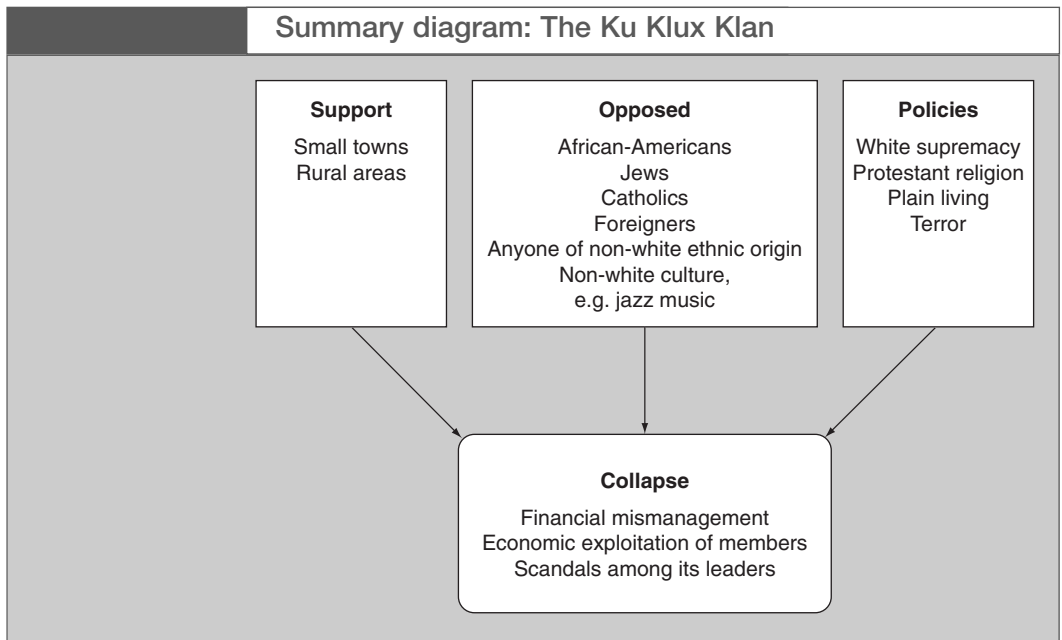 Summary diagram: The Ku Klux Klan
Support
Small towns
Rural areas
Opposed
African-Americans
Jews
Catholics
Foreigners
Anyone of non-white ethnic origin
Non-white culture,
e.g. jazz music
Policies
White supremacy
Protestant religion
Plain living
Terror
Collapse
Financial mismanagement
Economic exploitation of members
Scandals among its leaders